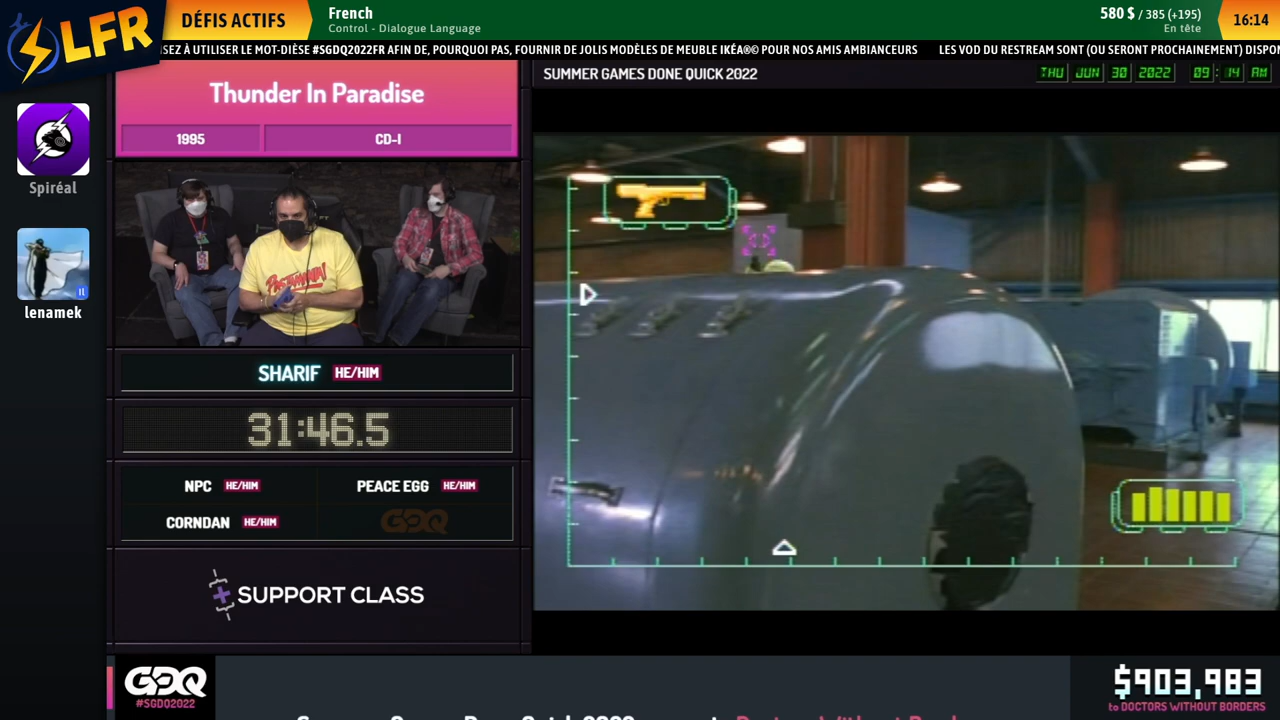 LFR
DÉFIS ACTIFS
French
Control - Dialogue Language
580 $ / 385 (+195)
En tête
16:14
SEZ À UTILISER LE MOT-DIÈSE #SGDQ2022FR AFIN DE, POURQUOI PAS, FOURNIR DE JOLIS MODÈLES DE MEUBLE IKÉA®© POUR NOS AMIS AMBIANCEURS LES VOD DU RESTREAM SONT (OU SERONT PROCHAINEMENT) DISPON
Spiréal
lenamek
Thunder In Paradise
1995
CD-I
SUMMER GAMES DONE QUICK 2022
THU JUN 30 2022 09:14 AM
SHARIF HE/HIM
31:46.5
NPC HE/HIM
PEACE EGG HE/HIM
CORNDAN HE/HIM
GDQ
SUPPORT CLASS
GDQ
#SGDQ2022
$903,983
to DOCTORS WITHOUT BORDERS